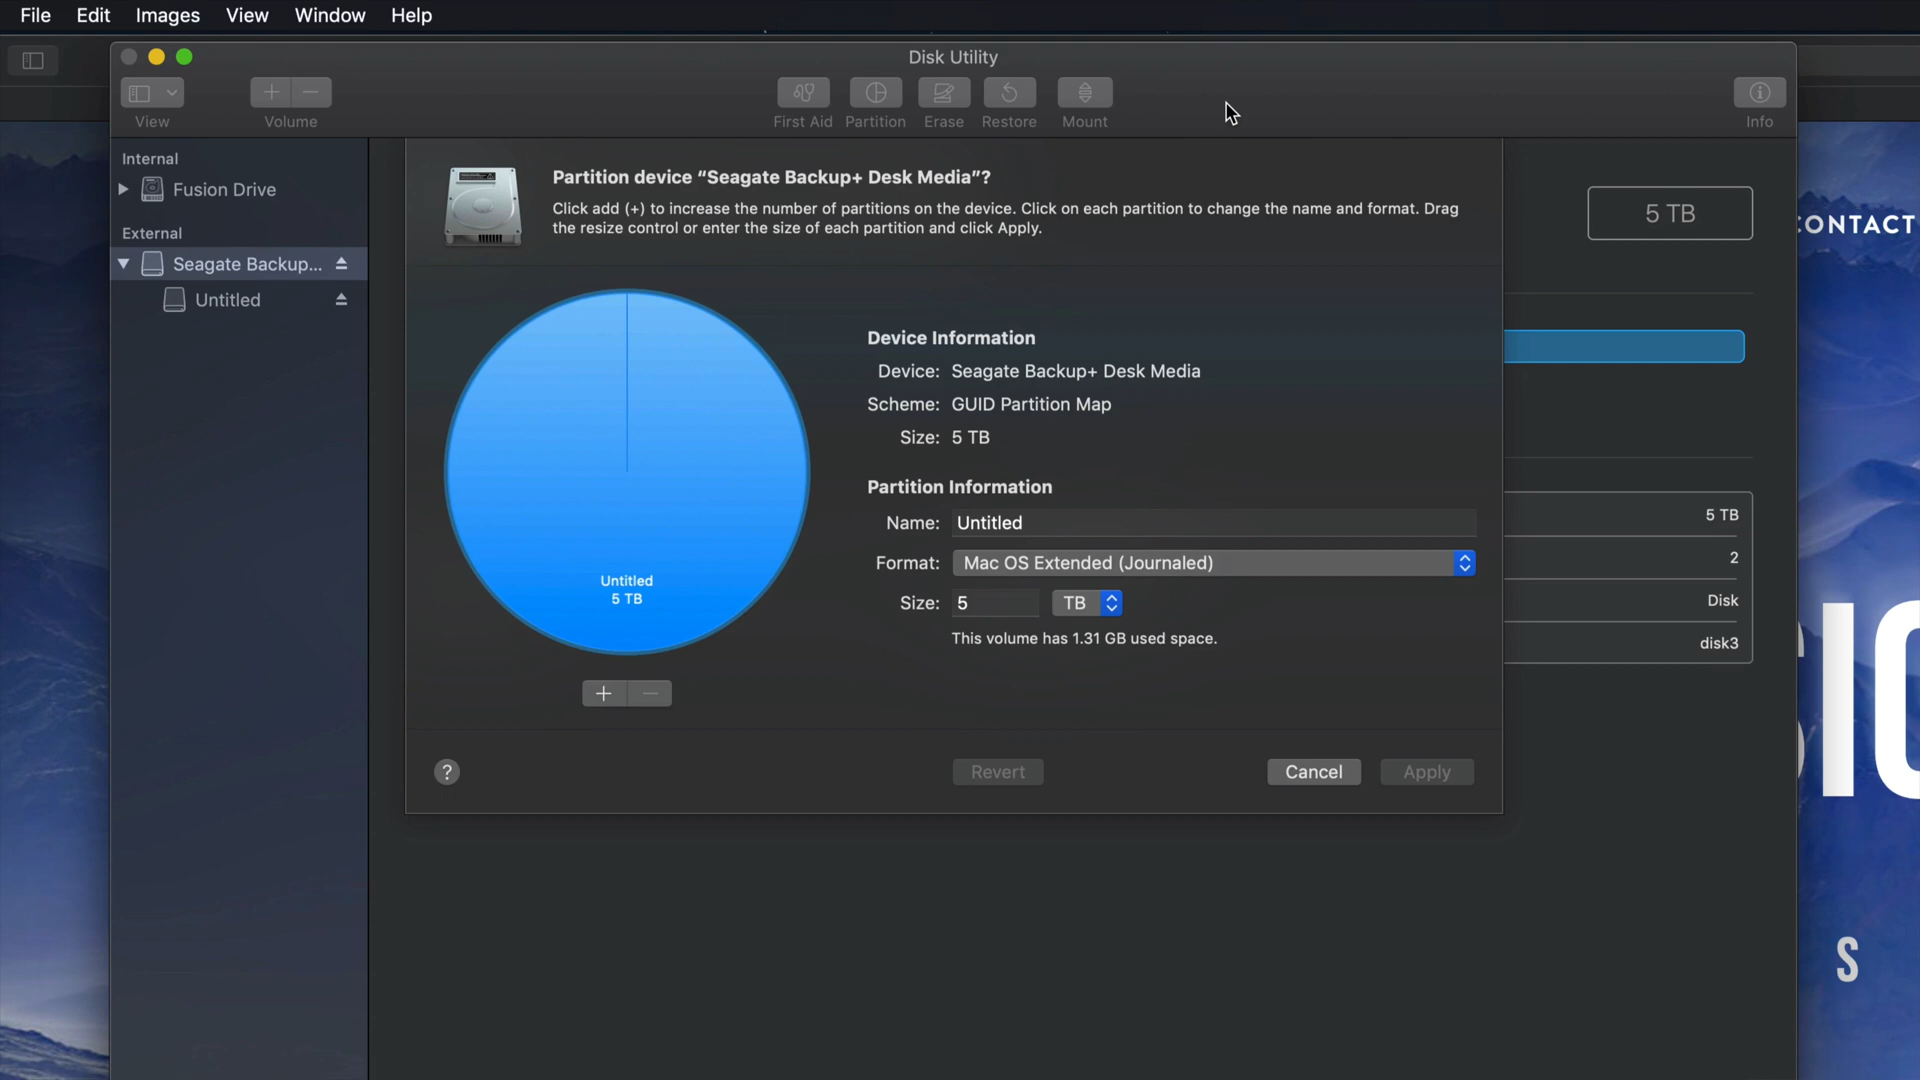 File Edit Images View Window Help
Disk Utility
View Volume First Aid Partition Erase Restore Mount Info
Internal
Fusion Drive
External
Seagate Backup...
Untitled
Partition device “Seagate Backup+ Desk Media”?
Click add (+) to increase the number of partitions on the device. Click on each partition to change the name and format. Drag
the resize control or enter the size of each partition and click Apply.
5 TB
CONTACT
Untitled
5 TB
Device Information
Device: Seagate Backup+ Desk Media
Scheme: GUID Partition Map
Size: 5 TB
Partition Information
Name: Untitled
Format: Mac OS Extended (Journaled)
Size: 5 TB
This volume has 1.31 GB used space.
5 TB
2
Disk
disk3
+ −
? Revert Cancel Apply
S